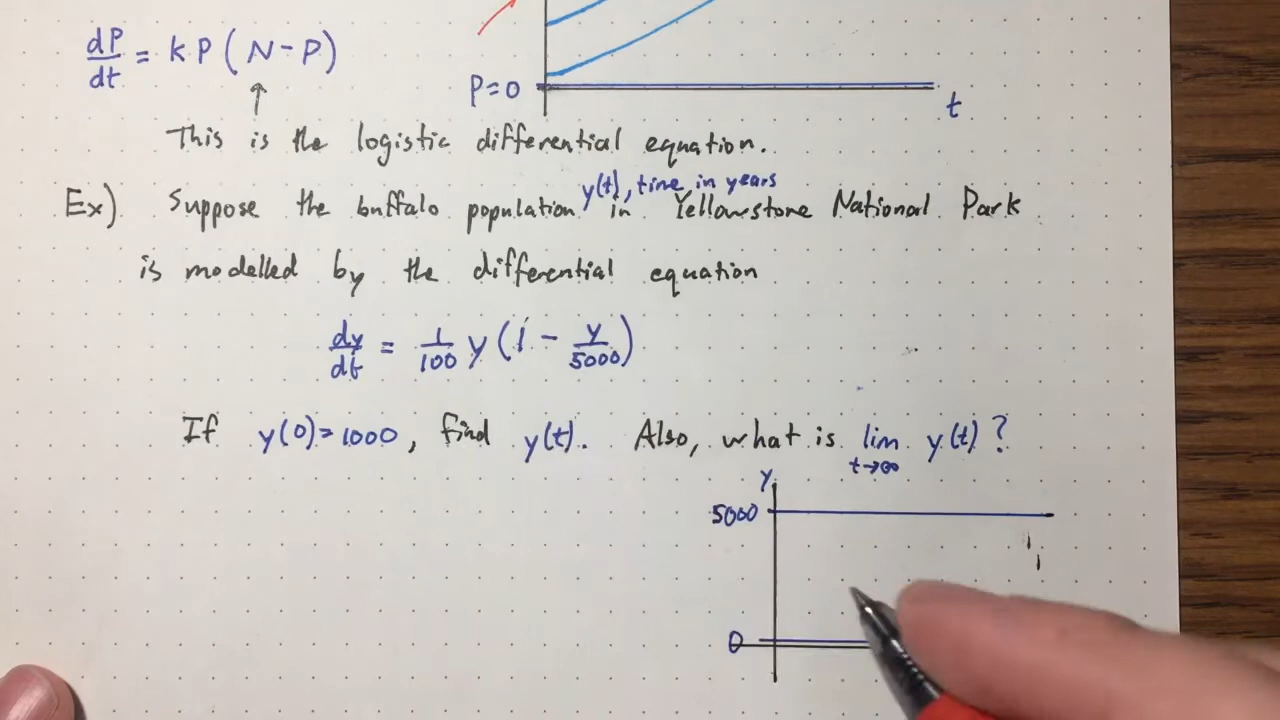 dP/dt = k P (N - P)
P=0
t
↑
This is the logistic differential equation.
y(t), time in years
Ex) Suppose the buffalo population in Yellowstone National Park
is modelled by the differential equation
dy/dt = 1/100 y (1 - y/5000)
If y(0)=1000, find y(t). Also, what is lim t→∞ y(t)?
y
5000
0